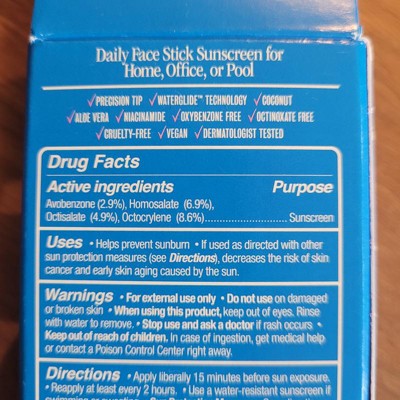 Daily Face Stick Sunscreen for
Home, Office, or Pool
✓PRECISION TIP ✓WATERGLIDE™ TECHNOLOGY ✓COCONUT
✓ALOE VERA ✓NIACINAMIDE ✓OXYBENZONE FREE ✓OCTINOXATE FREE
✓CRUELTY-FREE ✓VEGAN ✓DERMATOLOGIST TESTED
Drug Facts
Active ingredients Purpose
Avobenzone (2.9%), Homosalate (6.9%),
Octisalate (4.9%), Octocrylene (8.6%)............................Sunscreen
Uses • Helps prevent sunburn • If used as directed with other
sun protection measures (see Directions), decreases the risk of skin
cancer and early skin aging caused by the sun.
Warnings • For external use only • Do not use on damaged
or broken skin • When using this product, keep out of eyes. Rinse
with water to remove. • Stop use and ask a doctor if rash occurs •
Keep out of reach of children. In case of ingestion, get medical help
or contact a Poison Control Center right away.
Directions • Apply liberally 15 minutes before sun exposure.
• Reapply at least every 2 hours. • Use a water-resistant sunscreen if
swimming or sweating.